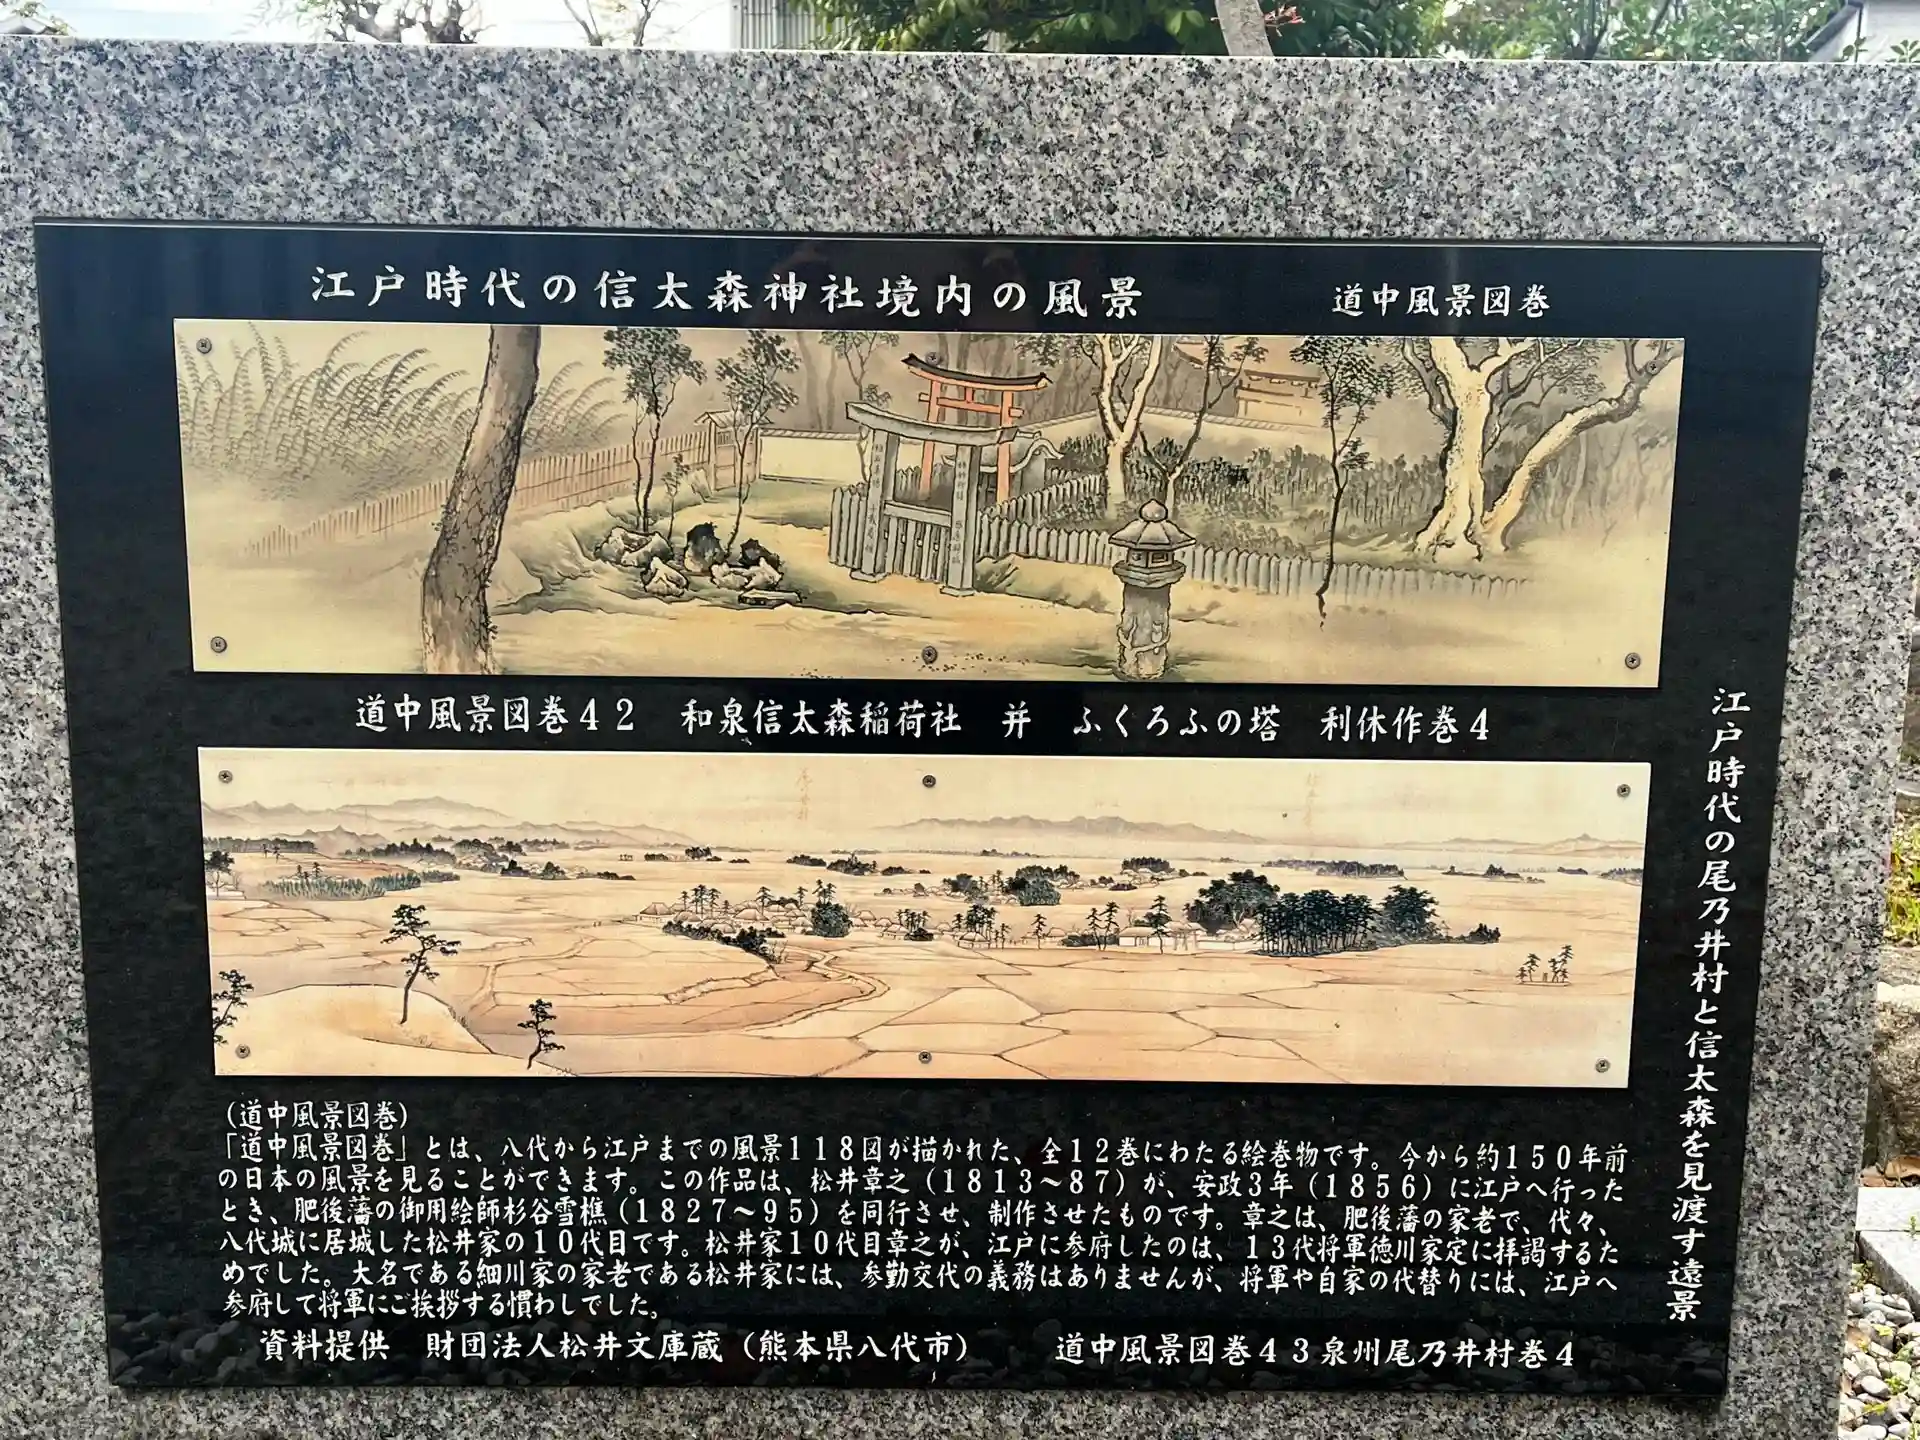 江戸時代の信太森神社境内の風景　道中風景図巻
道中風景図巻42　和泉信太森稲荷社　并　ふくろふの塔　利休作巻4
江戸時代の尾乃井村と信太森を見渡す遠景
(道中風景図巻)
「道中風景図巻」とは、八代から江戸までの風景118図が描かれた、全12巻にわたる絵巻物です。今から約150年前
の日本の風景を見ることができます。この作品は、松井章之(1813～87)が、安政3年(1856)に江戸へ行った
とき、肥後藩の御用絵師杉谷雪樵(1827～95)を同行させ、制作させたものです。章之は、肥後藩の家老で、代々、
八代城に居城した松井家の10代目です。松井家10代目章之が、江戸に参府したのは、13代将軍徳川家定に拝謁するた
めでした。大名である細川家の家老である松井家には、参勤交代の義務はありませんが、将軍や自家の代替りには、江戸へ
参府して将軍にご挨拶する慣わしでした。
資料提供　財団法人松井文庫蔵(熊本県八代市)　道中風景図巻43泉州尾乃井村巻4